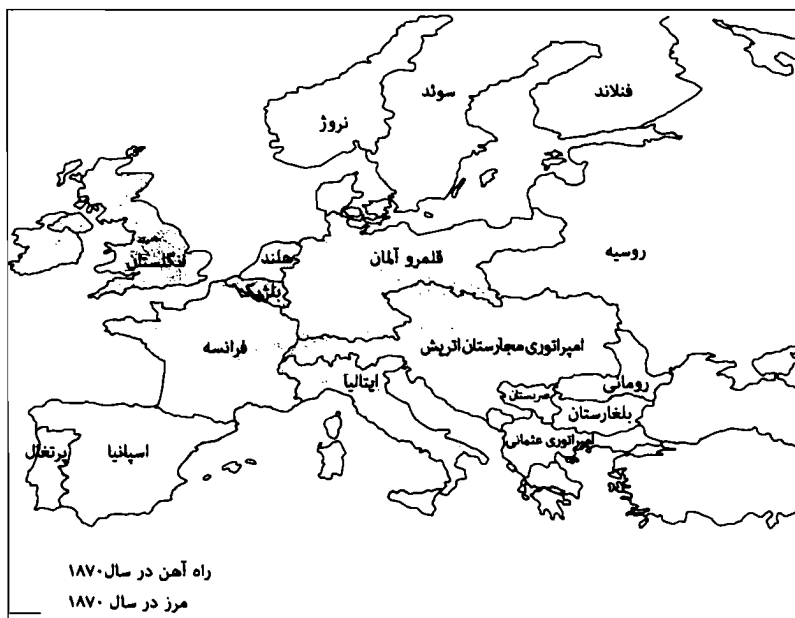 فنلاند
سوئد
نروژ
روسیه
قلمرو آلمان
هلند
انگلستان
بلژیک
فرانسه
امپراتوری مجارستان اتریش
ایتالیا
رومانی
صربستان
بلغارستان
امپراتوری عثمانی
اسپانیا
پرتغال
راه آهن در سال ۱۸۷۰
مرز در سال ۱۸۷۰